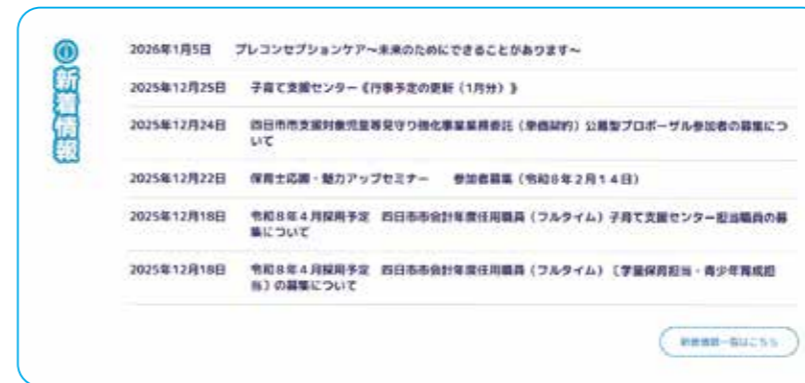 新着情報
2026年1月5日 プレコンセプションケア～未来のためにできることがあります～
2025年12月25日 子育て支援センター《行事予定の更新（1月分）》
2025年12月24日 四日市市支援対象児童等見守り強化事業業務委託（単価契約）公募型プロポーザル参加者の募集につ
いて
2025年12月22日 保育士応援・魅力アップセミナー 参加者募集（令和8年2月14日）
2025年12月18日 令和8年4月採用予定 四日市市会計年度任用職員（フルタイム）子育て支援センター担当職員の募
集について
2025年12月18日 令和8年4月採用予定 四日市市会計年度任用職員（フルタイム）〔学童保育担当・青少年育成担
当〕の募集について
新着情報一覧はこちら